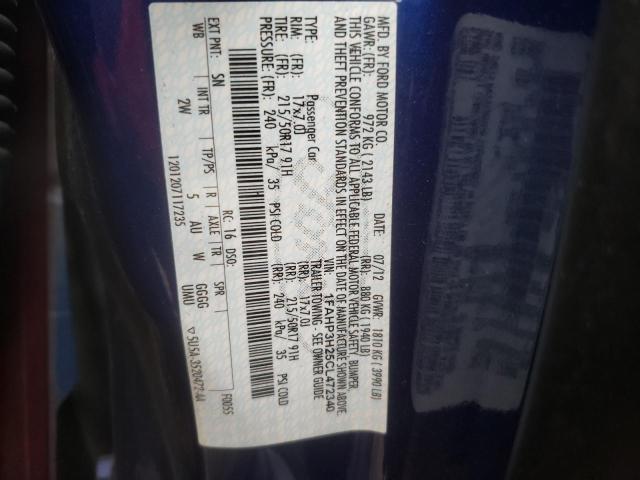 MFD. BY FORD MOTOR CO.
DATE: 07/12 GVWR: 1810 KG ( 3990 LB)
GAWR: (FR): 972 KG ( 2143 LB) (RR): 880 KG ( 1940 LB)
THIS VEHICLE CONFORMS TO ALL APPLICABLE FEDERAL MOTOR VEHICLE SAFETY, BUMPER,
AND THEFT PREVENTION STANDARDS IN EFFECT ON THE DATE OF MANUFACTURE SHOWN ABOVE.
VIN: 1FAHP3H25CL472340
TYPE: Passenger Car TRAILER TOWING - SEE OWNER GUIDE
RIM: (FR): 17x7.0J (RR): 17x7.0J
TIRE: (FR): 215/50R17 91H (RR): 215/50R17 91H
PRESSURE: (FR): 240 kPa/ 35 PSI COLD (RR): 240 kPa/ 35 PSI COLD
RC: 16 DSO: F0055
EXT PNT: SN
INT TR TP/PS R AXLE TR SPR
WB 2W 5 AU W GGGG
UMU
1201207117235
▽5U5A-3520472-AA